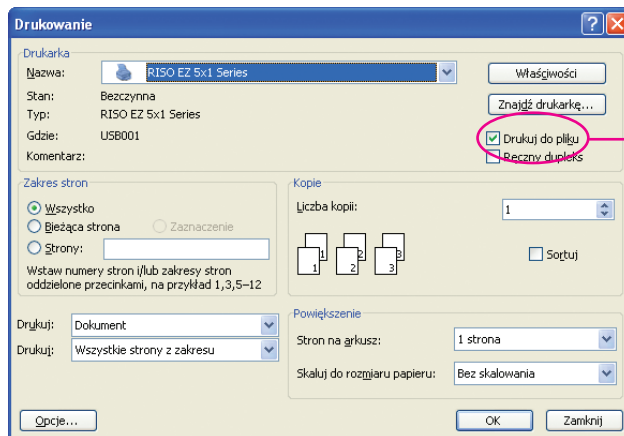 Drukowanie
Drukarka
Nazwa: RISO EZ 5x1 Series
Właściwości
Stan: Bezczynna
Znajdź drukarkę...
Typ: RISO EZ 5x1 Series
Gdzie: USB001
Drukuj do pliku
Komentarz:
Ręczny dupleks
Zakres stron
Wszystko
Bieżąca strona Zaznaczenie
Strony:
Wstaw numery stron i/lub zakresy stron
oddzielone przecinkami, na przykład 1,3,5–12
Kopie
Liczba kopii: 1
1 2 3
1 2 3
Sortuj
Drukuj: Dokument
Drukuj: Wszystkie strony z zakresu
Powiększenie
Stron na arkusz: 1 strona
Skaluj do rozmiaru papieru: Bez skalowania
Opcje...
OK Zamknij